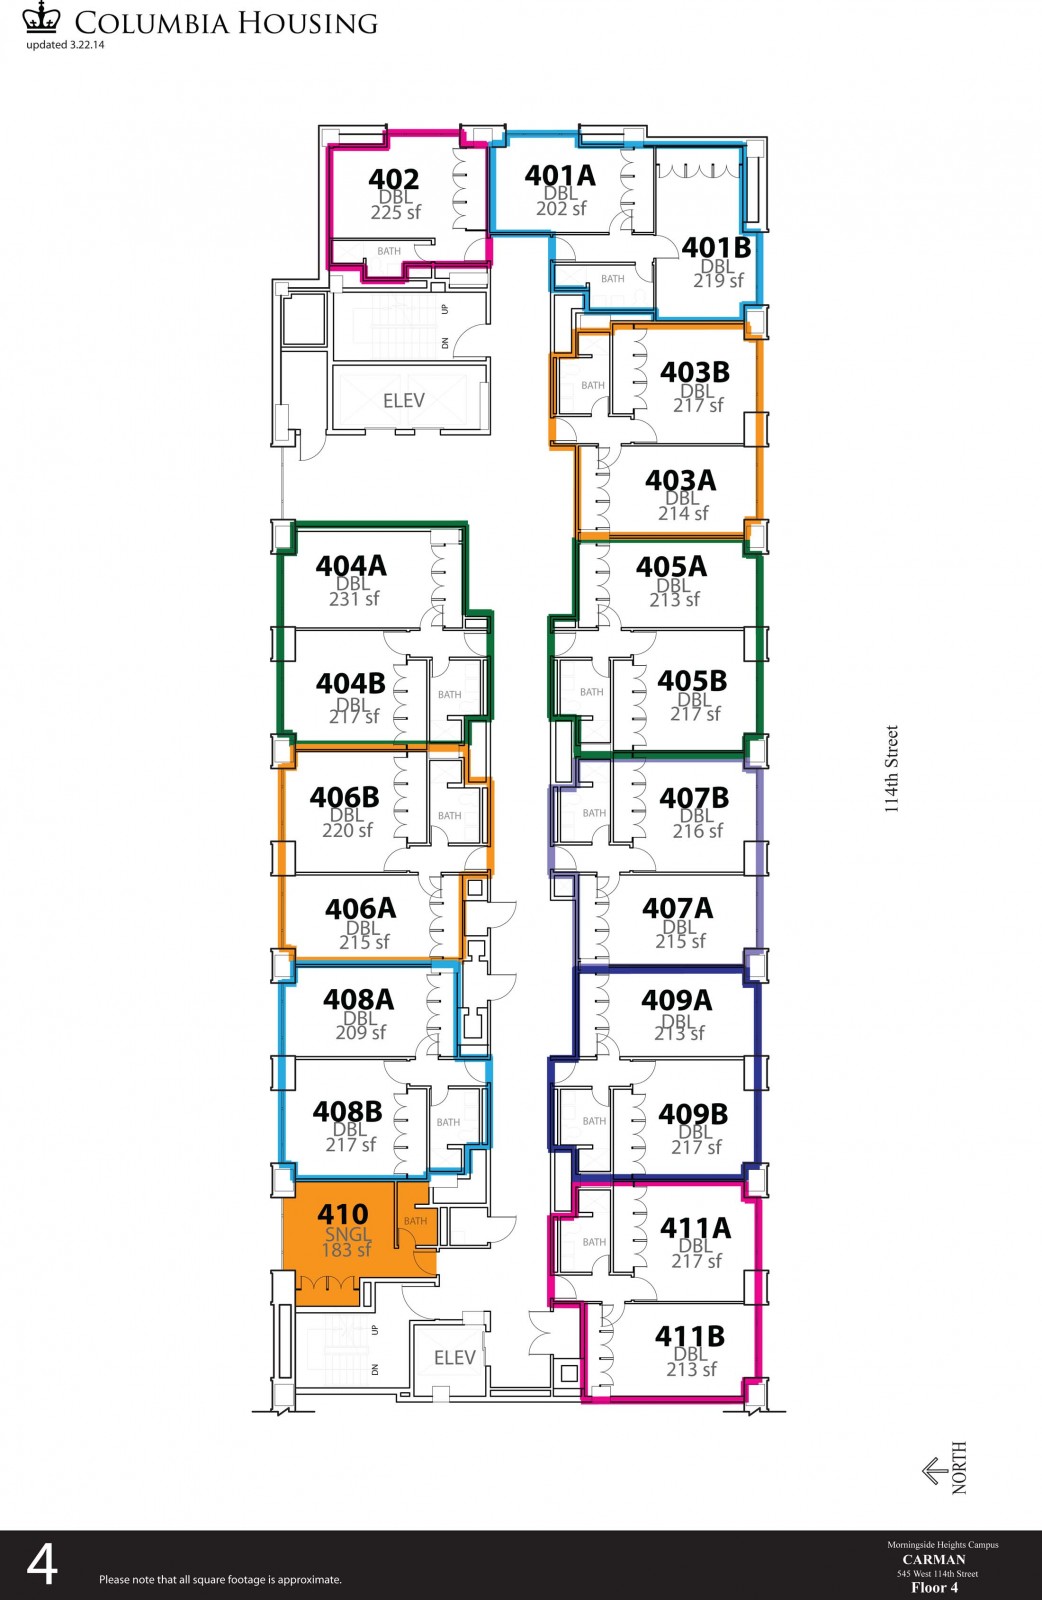 COLUMBIA HOUSING
updated 3.22.14
402
DBL
225 sf
BATH
401A
DBL
202 sf
401B
DBL
219 sf
BATH
UP
DN
ELEV
403B
DBL
217 sf
BATH
403A
DBL
214 sf
404A
DBL
231 sf
405A
DBL
213 sf
404B
DBL
217 sf
BATH
405B
DBL
217 sf
BATH
114th Street
406B
DBL
220 sf
BATH
407B
DBL
216 sf
BATH
406A
DBL
215 sf
407A
DBL
215 sf
408A
DBL
209 sf
409A
DBL
213 sf
408B
DBL
217 sf
BATH
409B
DBL
217 sf
BATH
410
SNGL
183 sf
BATH
411A
DBL
217 sf
BATH
UP
DN
ELEV
411B
DBL
213 sf
NORTH
4
Please note that all square footage is approximate.
Morningside Heights Campus
CARMAN
545 West 114th Street
Floor 4